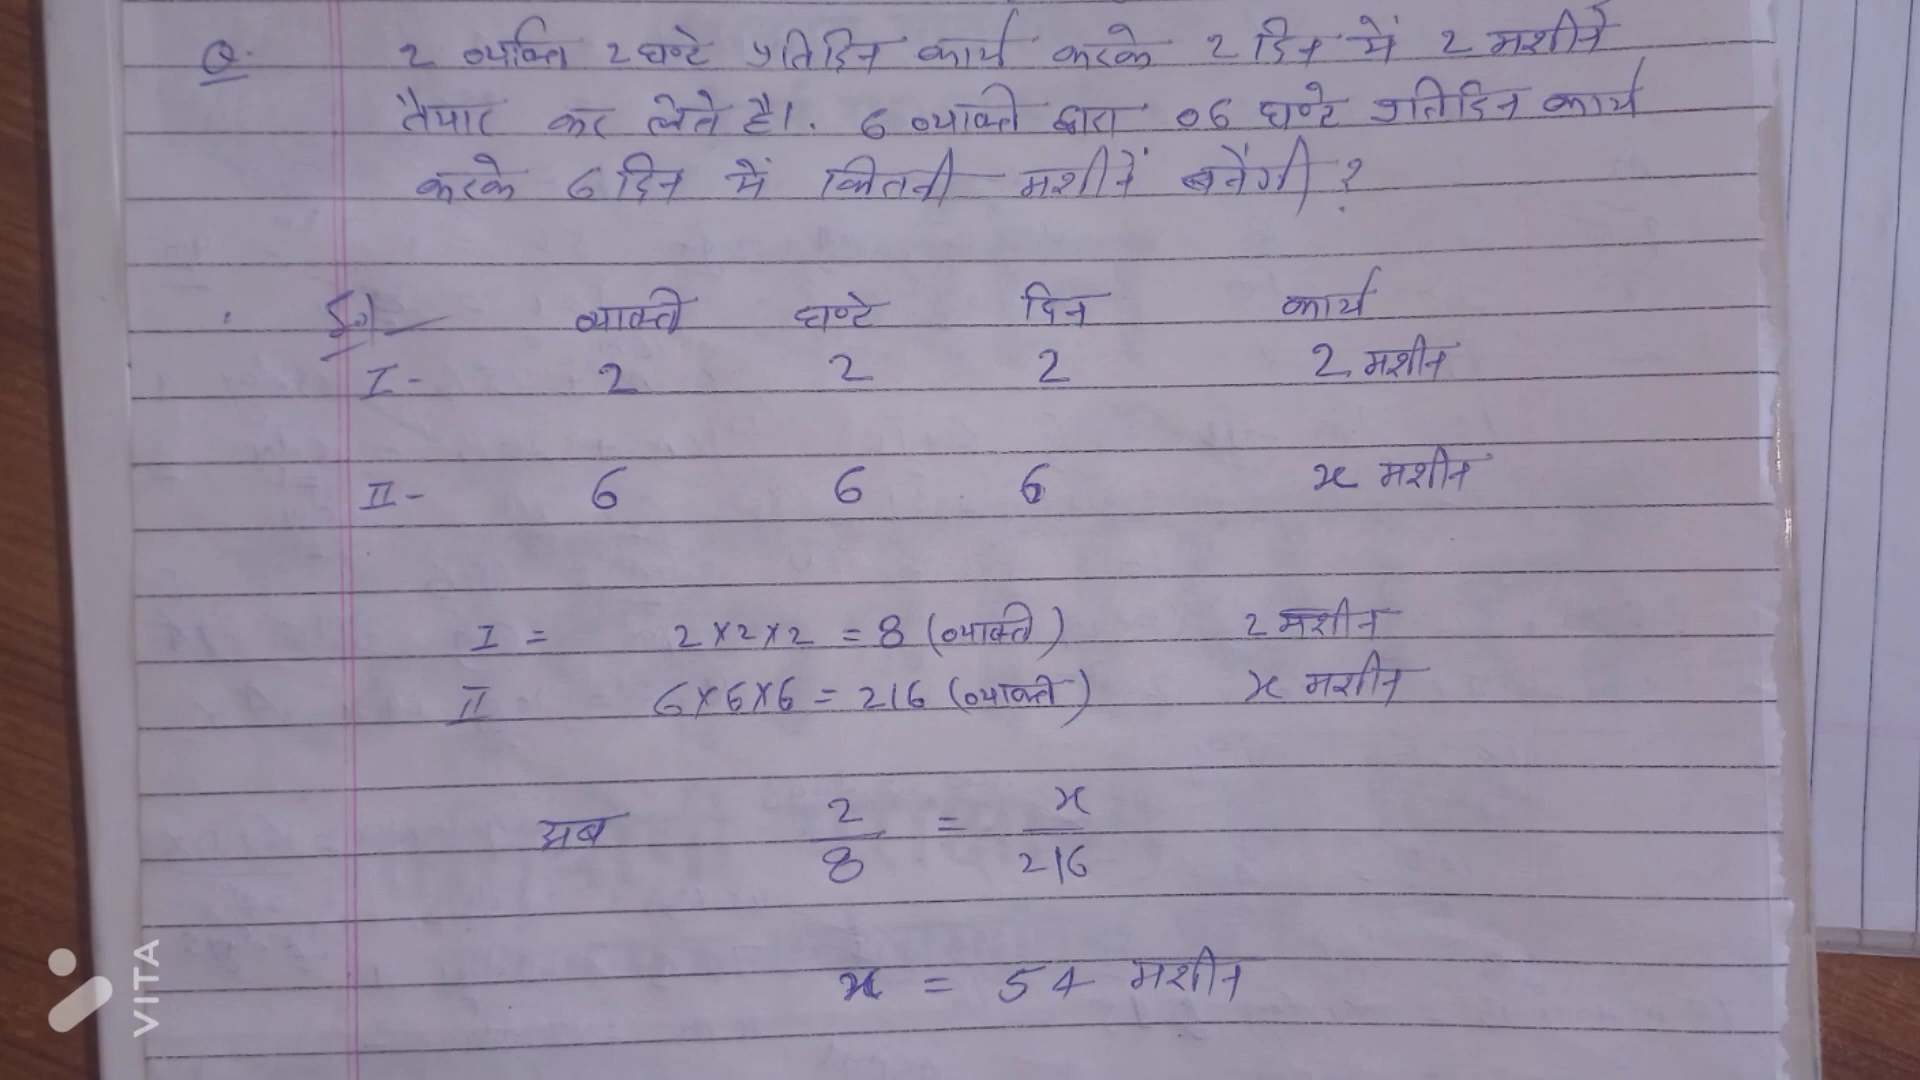 Q. 2 व्यक्ति 2 घण्टे प्रतिदिन कार्य करके 2 दिन में 2 मशीनें
तैयार कर लेते है।. 6 व्यक्ति द्वारा 06 घण्टे प्रतिदिन कार्य
करके 6 दिन में कितनी मशीनें बनेंगी ?
व्यक्ति घण्टे दिन कार्य
I - 2 2 2 2 मशीन
II - 6 6 6 x मशीन
I = 2×2×2 = 8 (व्यक्ति) 2 मशीन
II 6×6×6 = 216 (व्यक्ति) x मशीन
अब 2/8 = x/216
x = 54 मशीन
VITA